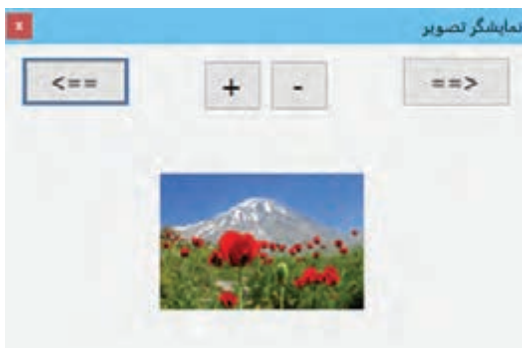 نمایشگر تصویر
x
<==
+
-
==>